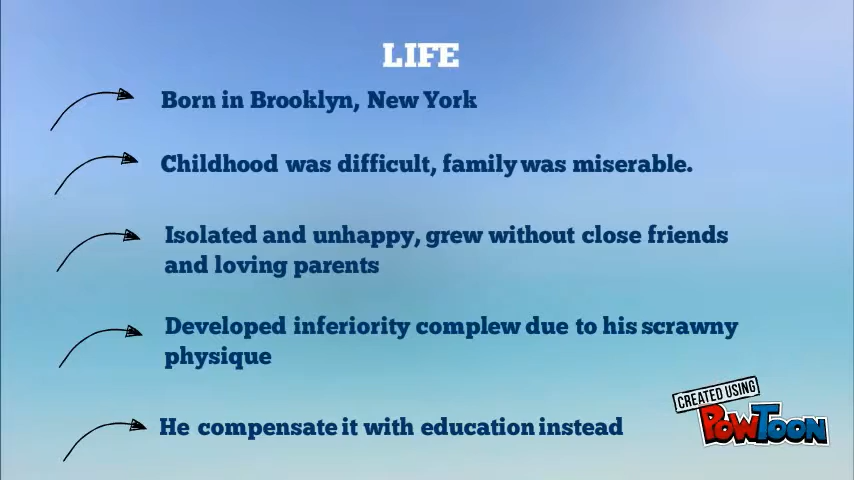 LIFE
Born in Brooklyn, New York
Childhood was difficult, family was miserable.
Isolated and unhappy, grew without close friends
and loving parents
Developed inferiority complew due to his scrawny
physique
He compensate it with education instead
CREATED USING
POWTOON